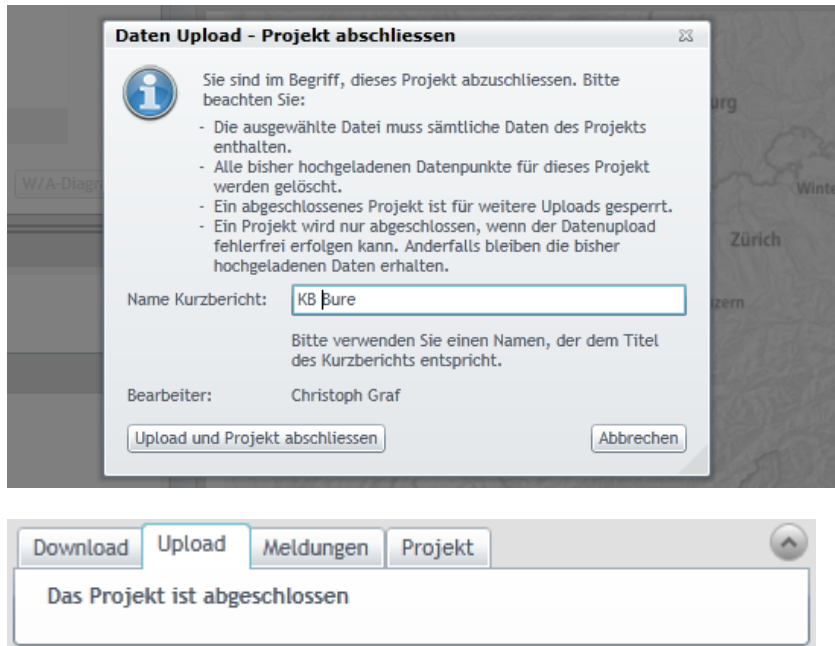 Daten Upload - Projekt abschliessen
Sie sind im Begriff, dieses Projekt abzuschliessen. Bitte
beachten Sie:
- Die ausgewählte Datei muss sämtliche Daten des Projekts
enthalten.
- Alle bisher hochgeladenen Datenpunkte für dieses Projekt
werden gelöscht.
- Ein abgeschlossenes Projekt ist für weitere Uploads gesperrt.
- Ein Projekt wird nur abgeschlossen, wenn der Datenupload
fehlerfrei erfolgen kann. Anderfalls bleiben die bisher
hochgeladenen Daten erhalten.
Name Kurzbericht: KB Bure
Bitte verwenden Sie einen Namen, der dem Titel
des Kurzberichts entspricht.
Bearbeiter: Christoph Graf
Upload und Projekt abschliessen Abbrechen
W/A-Diagr
urg
Winte
Zürich
zern
Download Upload Meldungen Projekt
Das Projekt ist abgeschlossen